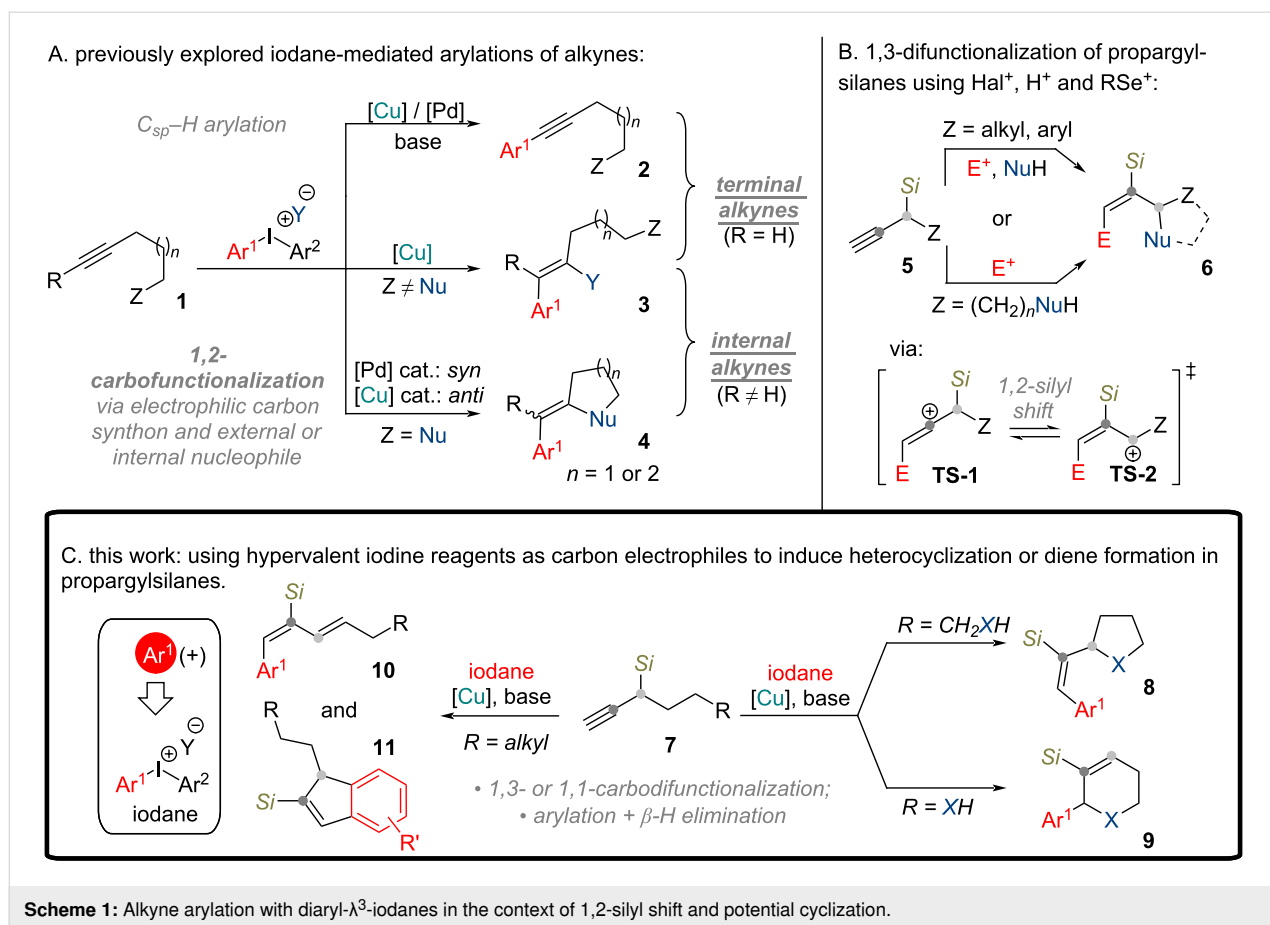 A. previously explored iodane-mediated arylations of alkynes:
C_sp–H arylation
[Cu] / [Pd]
base
Ar¹
( )n
Z
2
R
( )n
Z
1
⊕ ⊖
Y
Ar¹ I Ar²
[Cu]
Z ≠ Nu
R
( )n
Z
Y
Ar¹
3
1,2-
carbofunctionalization
via electrophilic carbon
synthon and external or
internal nucleophile
[Pd] cat.: syn
[Cu] cat.: anti
Z = Nu
R
( )n
Nu
Ar¹
4
n = 1 or 2
terminal
alkynes
(R = H)
internal
alkynes
(R ≠ H)
B. 1,3-difunctionalization of propargyl-
silanes using Hal⁺, H⁺ and RSe⁺:
Z = alkyl, aryl
E⁺, NuH
or
E⁺
Z = (CH2)nNuH
Si
Z
5
Si
Z
E
Nu
6
via:
Si
⊕
Z
E
TS-1
1,2-silyl
shift
Si
Z
⊕
E
TS-2
‡
C. this work: using hypervalent iodine reagents as carbon electrophiles to induce heterocyclization or diene formation in
propargylsilanes.
Ar¹ (+)
⊕ ⊖
Y
Ar¹ I Ar²
iodane
Si
R
Ar¹
10
and
R
11
Si
R'
iodane
[Cu], base
R = alkyl
Si
R
7
iodane
[Cu], base
• 1,3- or 1,1-carbodifunctionalization;
• arylation + β-H elimination
R = CH2XH
Si
X
Ar¹
8
R = XH
Si
Ar¹
X
9
Scheme 1: Alkyne arylation with diaryl-λ³-iodanes in the context of 1,2-silyl shift and potential cyclization.